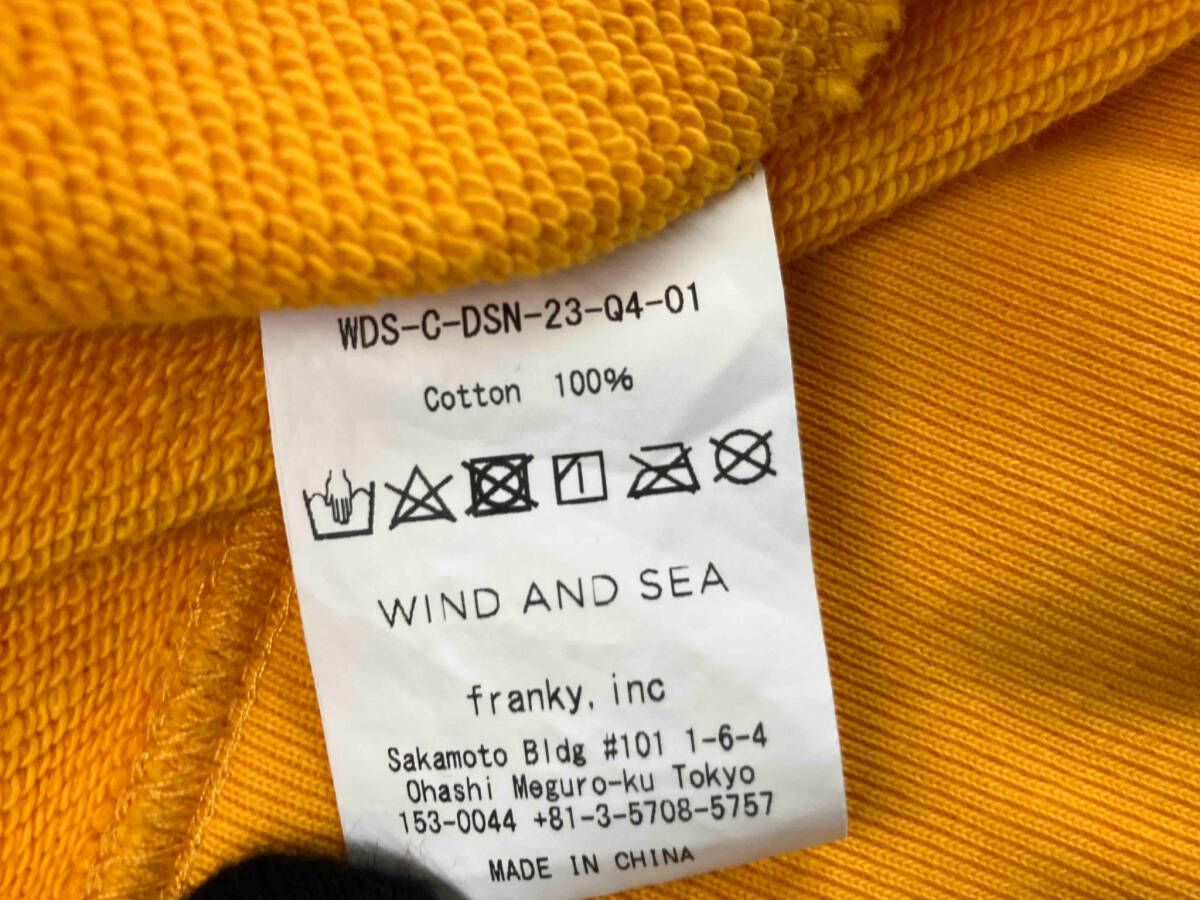 WDS-C-DSN-23-Q4-01
Cotton 100%
WIND AND SEA
franky, inc
Sakamoto Bldg #101 1-6-4
Ohashi Meguro-ku Tokyo
153-0044 +81-3-5708-5757
MADE IN CHINA